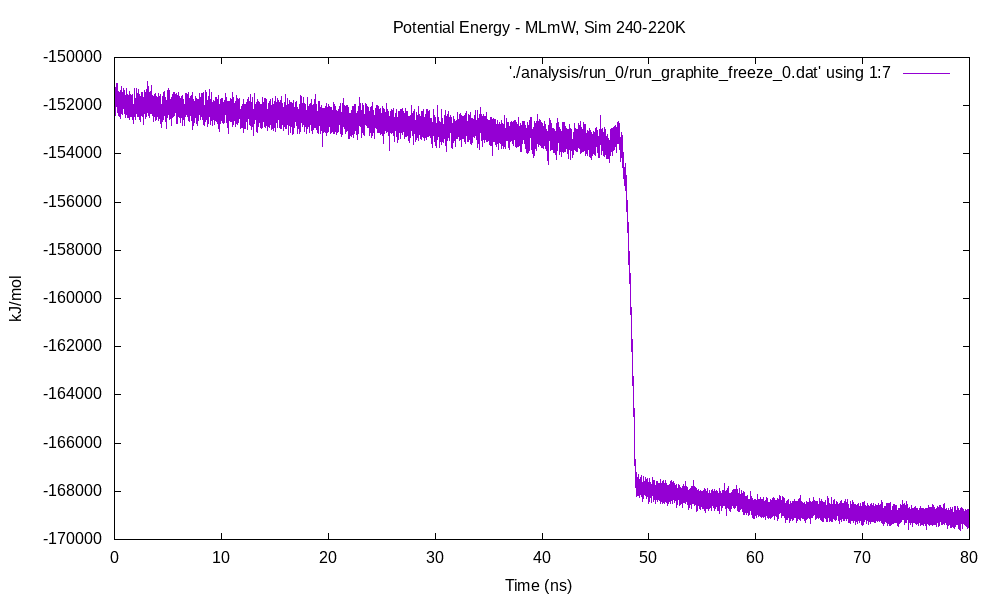 Potential Energy - MLmW, Sim 240-220K
'./analysis/run_0/run_graphite_freeze_0.dat' using 1:7
-150000
-152000
-154000
-156000
-158000
-160000
-162000
-164000
-166000
-168000
-170000
kJ/mol
0 10 20 30 40 50 60 70 80
Time (ns)